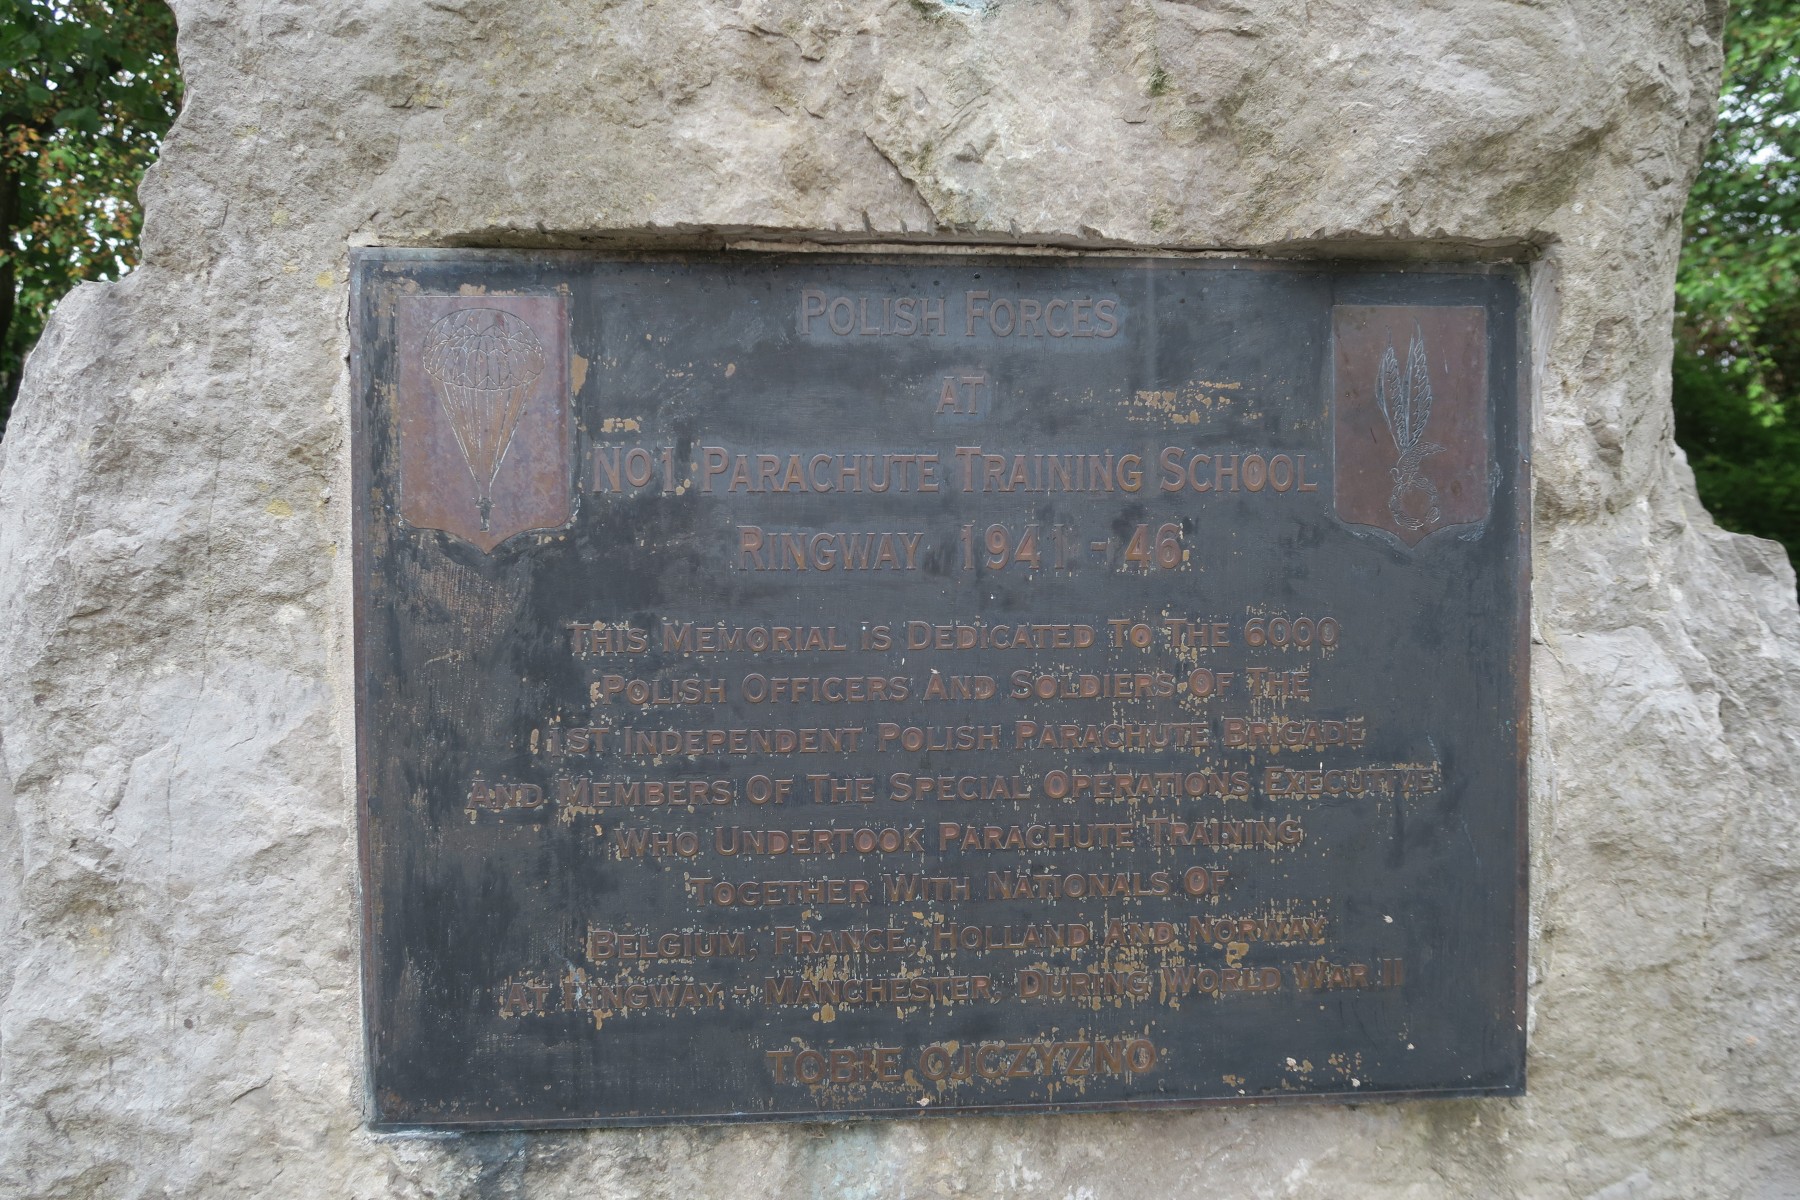 POLISH FORCES
AT
NO1 PARACHUTE TRAINING SCHOOL
RINGWAY 1941 - 46
THIS MEMORIAL IS DEDICATED TO THE 6000
POLISH OFFICERS AND SOLDIERS OF THE
1ST INDEPENDENT POLISH PARACHUTE BRIGADE
AND MEMBERS OF THE SPECIAL OPERATIONS EXECUTIVE
WHO UNDERTOOK PARACHUTE TRAINING
TOGETHER WITH NATIONALS OF
BELGIUM, FRANCE, HOLLAND AND NORWAY
AT RINGWAY - MANCHESTER, DURING WORLD WAR II
TOBIE OJCZYZNO